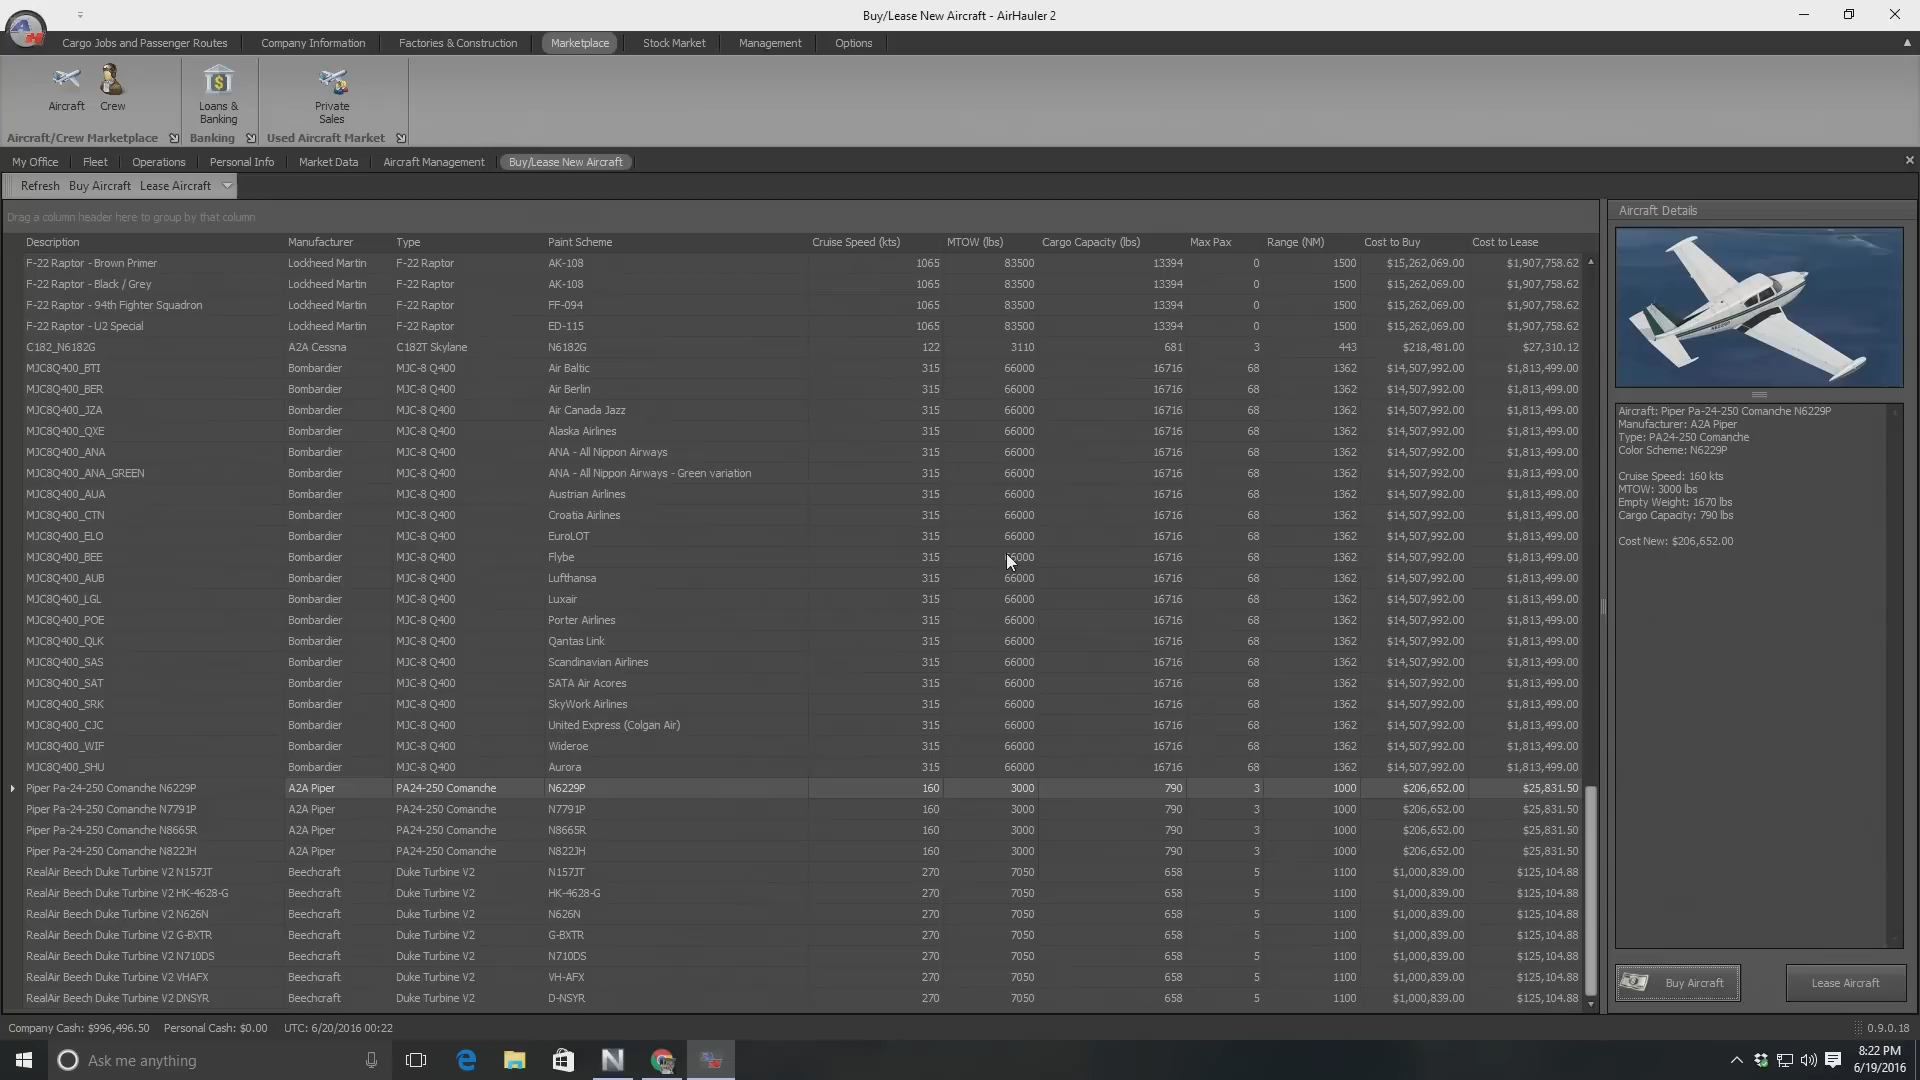 Buy/Lease New Aircraft - AirHauler 2
Cargo Jobs and Passenger Routes Company Information Factories & Construction Marketplace Stock Market Management Options
Aircraft Crew Loans & Banking Private Sales
Aircraft/Crew Marketplace Banking Used Aircraft Market
My Office Fleet Operations Personal Info Market Data Aircraft Management Buy/Lease New Aircraft
Refresh Buy Aircraft Lease Aircraft
Drag a column header here to group by that column
Description Manufacturer Type Paint Scheme Cruise Speed (kts) MTOW (lbs) Cargo Capacity (lbs) Max Pax Range (NM) Cost to Buy Cost to Lease
F-22 Raptor - Brown Primer Lockheed Martin F-22 Raptor AK-108 1065 83500 13394 0 1500 $15,262,069.00 $1,907,758.62
F-22 Raptor - Black / Grey Lockheed Martin F-22 Raptor AK-108 1065 83500 13394 0 1500 $15,262,069.00 $1,907,758.62
F-22 Raptor - 94th Fighter Squadron Lockheed Martin F-22 Raptor FF-094 1065 83500 13394 0 1500 $15,262,069.00 $1,907,758.62
F-22 Raptor - U2 Special Lockheed Martin F-22 Raptor ED-115 1065 83500 13394 0 1500 $15,262,069.00 $1,907,758.62
C182_N6182G A2A Cessna C182T Skylane N6182G 122 3110 681 3 443 $218,481.00 $27,310.12
MJC8Q400_BTI Bombardier MJC-8 Q400 Air Baltic 315 66000 16716 68 1362 $14,507,992.00 $1,813,499.00
MJC8Q400_BER Bombardier MJC-8 Q400 Air Berlin 315 66000 16716 68 1362 $14,507,992.00 $1,813,499.00
MJC8Q400_JZA Bombardier MJC-8 Q400 Air Canada Jazz 315 66000 16716 68 1362 $14,507,992.00 $1,813,499.00
MJC8Q400_QXE Bombardier MJC-8 Q400 Alaska Airlines 315 66000 16716 68 1362 $14,507,992.00 $1,813,499.00
MJC8Q400_ANA Bombardier MJC-8 Q400 ANA - All Nippon Airways 315 66000 16716 68 1362 $14,507,992.00 $1,813,499.00
MJC8Q400_ANA_GREEN Bombardier MJC-8 Q400 ANA - All Nippon Airways - Green variation 315 66000 16716 68 1362 $14,507,992.00 $1,813,499.00
MJC8Q400_AUA Bombardier MJC-8 Q400 Austrian Airlines 315 66000 16716 68 1362 $14,507,992.00 $1,813,499.00
MJC8Q400_CTN Bombardier MJC-8 Q400 Croatia Airlines 315 66000 16716 68 1362 $14,507,992.00 $1,813,499.00
MJC8Q400_ELO Bombardier MJC-8 Q400 EuroLOT 315 66000 16716 68 1362 $14,507,992.00 $1,813,499.00
MJC8Q400_BEE Bombardier MJC-8 Q400 Flybe 315 66000 16716 68 1362 $14,507,992.00 $1,813,499.00
MJC8Q400_AUB Bombardier MJC-8 Q400 Lufthansa 315 66000 16716 68 1362 $14,507,992.00 $1,813,499.00
MJC8Q400_LGL Bombardier MJC-8 Q400 Luxair 315 66000 16716 68 1362 $14,507,992.00 $1,813,499.00
MJC8Q400_POE Bombardier MJC-8 Q400 Porter Airlines 315 66000 16716 68 1362 $14,507,992.00 $1,813,499.00
MJC8Q400_QLK Bombardier MJC-8 Q400 Qantas Link 315 66000 16716 68 1362 $14,507,992.00 $1,813,499.00
MJC8Q400_SAS Bombardier MJC-8 Q400 Scandinavian Airlines 315 66000 16716 68 1362 $14,507,992.00 $1,813,499.00
MJC8Q400_SAT Bombardier MJC-8 Q400 SATA Air Acores 315 66000 16716 68 1362 $14,507,992.00 $1,813,499.00
MJC8Q400_SRK Bombardier MJC-8 Q400 SkyWork Airlines 315 66000 16716 68 1362 $14,507,992.00 $1,813,499.00
MJC8Q400_CJC Bombardier MJC-8 Q400 United Express (Colgan Air) 315 66000 16716 68 1362 $14,507,992.00 $1,813,499.00
MJC8Q400_WIF Bombardier MJC-8 Q400 Wideroe 315 66000 16716 68 1362 $14,507,992.00 $1,813,499.00
MJC8Q400_SHU Bombardier MJC-8 Q400 Aurora 315 66000 16716 68 1362 $14,507,992.00 $1,813,499.00
Piper Pa-24-250 Comanche N6229P A2A Piper PA24-250 Comanche N6229P 160 3000 790 3 1000 $206,652.00 $25,831.50
Piper Pa-24-250 Comanche N7791P A2A Piper PA24-250 Comanche N7791P 160 3000 790 3 1000 $206,652.00 $25,831.50
Piper Pa-24-250 Comanche N8665R A2A Piper PA24-250 Comanche N8665R 160 3000 790 3 1000 $206,652.00 $25,831.50
Piper Pa-24-250 Comanche N822JH A2A Piper PA24-250 Comanche N822JH 160 3000 790 3 1000 $206,652.00 $25,831.50
RealAir Beech Duke Turbine V2 N157JT Beechcraft Duke Turbine V2 N157JT 270 7050 658 5 1100 $1,000,839.00 $125,104.88
RealAir Beech Duke Turbine V2 HK-4628-G Beechcraft Duke Turbine V2 HK-4628-G 270 7050 658 5 1100 $1,000,839.00 $125,104.88
RealAir Beech Duke Turbine V2 N626N Beechcraft Duke Turbine V2 N626N 270 7050 658 5 1100 $1,000,839.00 $125,104.88
RealAir Beech Duke Turbine V2 G-BXTR Beechcraft Duke Turbine V2 G-BXTR 270 7050 658 5 1100 $1,000,839.00 $125,104.88
RealAir Beech Duke Turbine V2 N710DS Beechcraft Duke Turbine V2 N710DS 270 7050 658 5 1100 $1,000,839.00 $125,104.88
RealAir Beech Duke Turbine V2 VHAFX Beechcraft Duke Turbine V2 VH-AFX 270 7050 658 5 1100 $1,000,839.00 $125,104.88
RealAir Beech Duke Turbine V2 DNSYR Beechcraft Duke Turbine V2 D-NSYR 270 7050 658 5 1100 $1,000,839.00 $125,104.88
Aircraft Details
Aircraft: Piper Pa-24-250 Comanche N6229P
Manufacturer: A2A Piper
Type: PA24-250 Comanche
Color Scheme: N6229P
Cruise Speed: 160 kts
MTOW: 3000 lbs
Empty Weight: 1670 lbs
Cargo Capacity: 790 lbs
Cost New: $206,652.00
Buy Aircraft Lease Aircraft
Company Cash: $996,496.50 Personal Cash: $0.00 UTC: 6/20/2016 00:22 0.9.0.18
Ask me anything
8:22 PM
6/19/2016